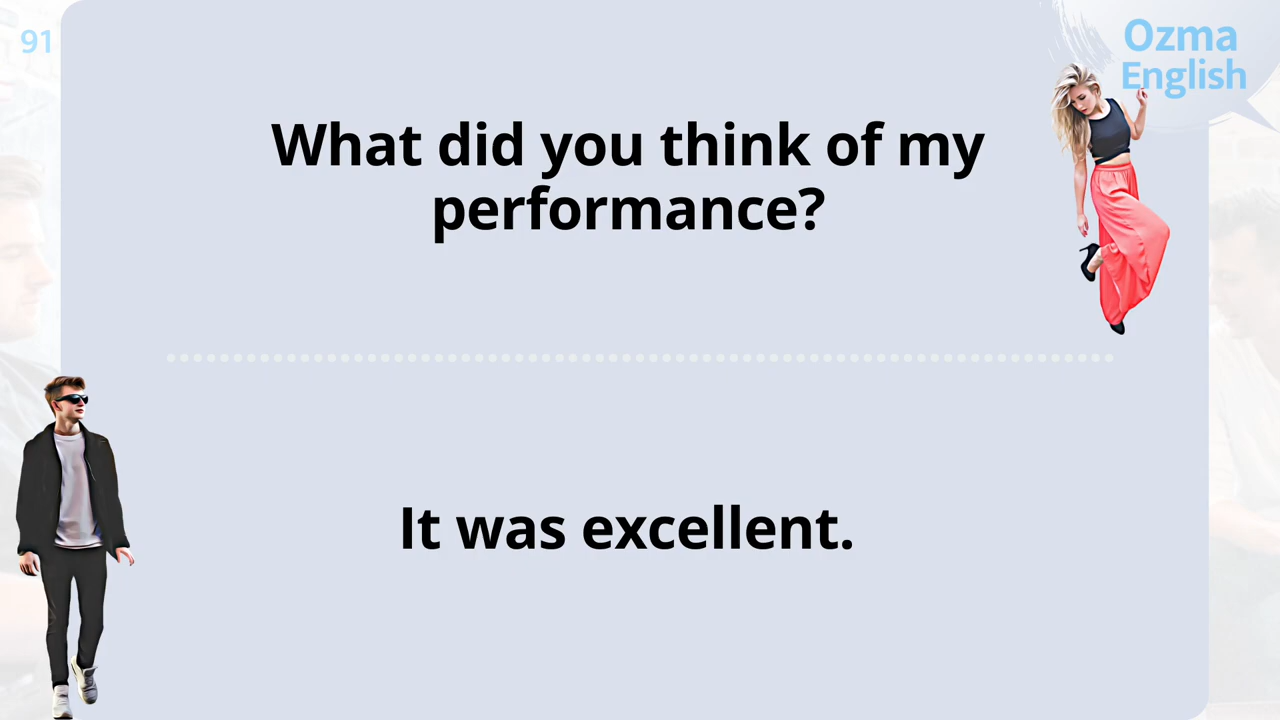 91
Ozma
English
What did you think of my
performance?
It was excellent.